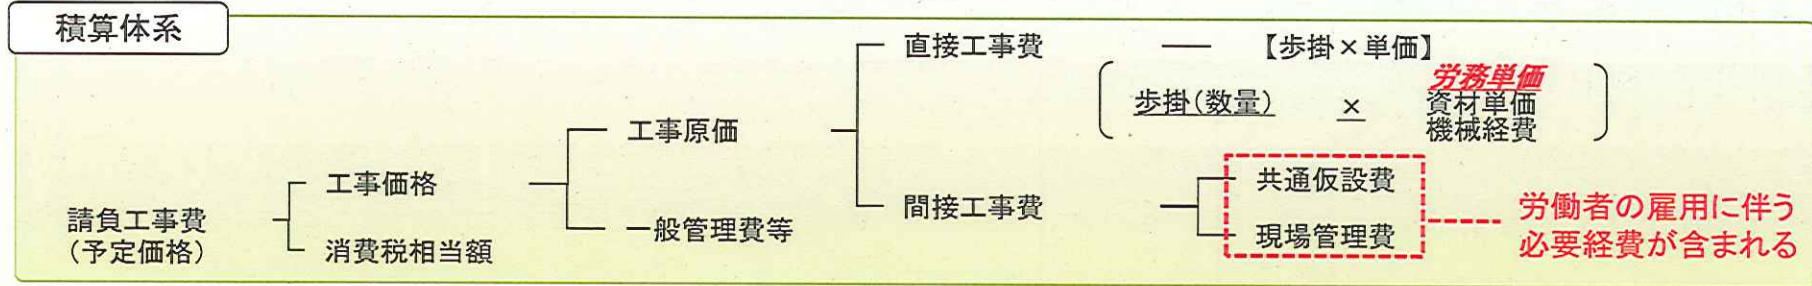 積算体系
直接工事費 ― 【歩掛×単価】
歩掛(数量) × 労務単価
資材単価
機械経費
工事原価
工事価格
請負工事費
(予定価格)
消費税相当額
一般管理費等
間接工事費
共通仮設費
現場管理費
労働者の雇用に伴う
必要経費が含まれる